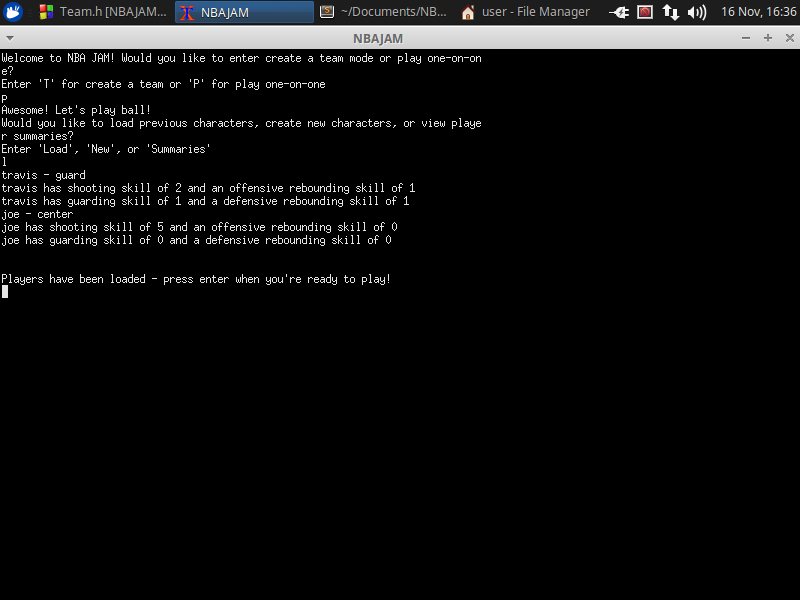 Team.h [NBAJAM... NBAJAM ~/Documents/NB... user - File Manager 16 Nov, 16:36
NBAJAM
Welcome to NBA JAM! Would you like to enter create a team mode or play one-on-on
e?
Enter 'T' for create a team or 'P' for play one-on-one
p
Awesome! Let's play ball!
Would you like to load previous characters, create new characters, or view playe
r summaries?
Enter 'Load', 'New', or 'Summaries'
l
travis - guard
travis has shooting skill of 2 and an offensive rebounding skill of 1
travis has guarding skill of 1 and a defensive rebounding skill of 1
joe - center
joe has shooting skill of 5 and an offensive rebounding skill of 0
joe has guarding skill of 0 and a defensive rebounding skill of 0
Players have been loaded - press enter when you're ready to play!